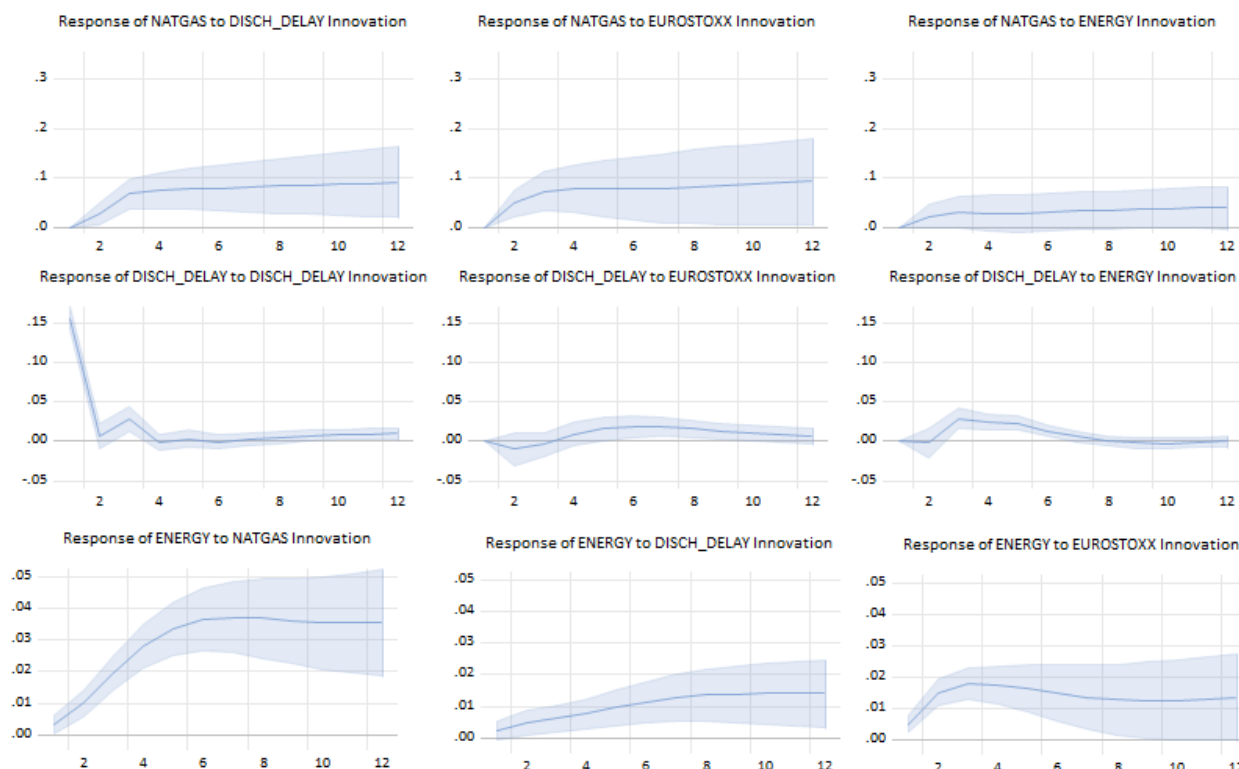 Response of NATGAS to DISCH_DELAY Innovation
Response of NATGAS to EUROSTOXX Innovation
Response of NATGAS to ENERGY Innovation
.3
.2
.1
.0
2 4 6 8 10 12
.3
.2
.1
.0
2 4 6 8 10 12
.3
.2
.1
.0
2 4 6 8 10 12
Response of DISCH_DELAY to DISCH_DELAY Innovation
Response of DISCH_DELAY to EUROSTOXX Innovation
Response of DISCH_DELAY to ENERGY Innovation
.15
.10
.05
.00
-.05
2 4 6 8 10 12
.15
.10
.05
.00
-.05
2 4 6 8 10 12
.15
.10
.05
.00
-.05
2 4 6 8 10 12
Response of ENERGY to NATGAS Innovation
Response of ENERGY to DISCH_DELAY Innovation
Response of ENERGY to EUROSTOXX Innovation
.05
.04
.03
.02
.01
.00
2 4 6 8 10 12
.05
.04
.03
.02
.01
.00
2 4 6 8 10 12
.05
.04
.03
.02
.01
.00
2 4 6 8 10 12